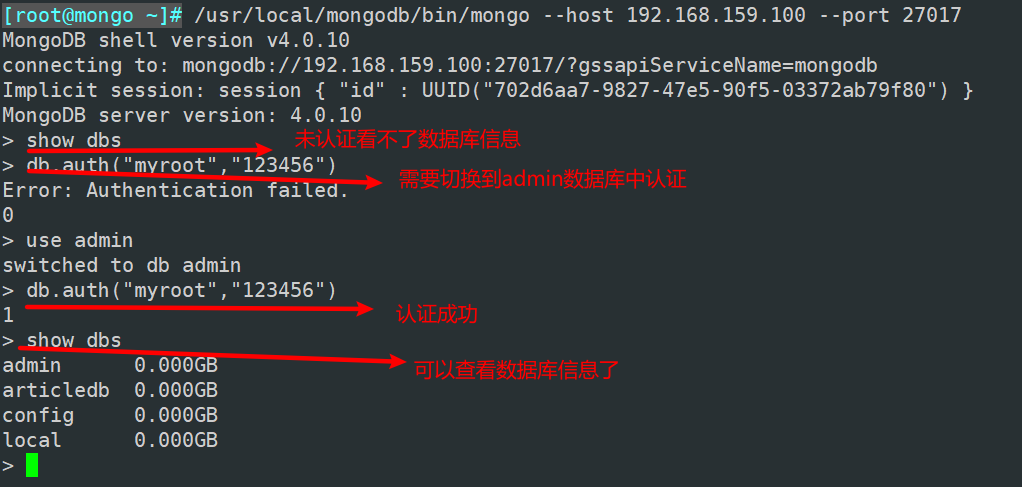 [root@mongo ~]# /usr/local/mongodb/bin/mongo --host 192.168.159.100 --port 27017
MongoDB shell version v4.0.10
connecting to: mongodb://192.168.159.100:27017/?gssapiServiceName=mongodb
Implicit session: session { "id" : UUID("702d6aa7-9827-47e5-90f5-03372ab79f80") }
MongoDB server version: 4.0.10
> show dbs 未认证看不了数据库信息
> db.auth("myroot","123456") 需要切换到admin数据库中认证
Error: Authentication failed.
0
> use admin
switched to db admin
> db.auth("myroot","123456")
1 认证成功
> show dbs
admin 0.000GB 可以查看数据库信息了
articledb 0.000GB
config 0.000GB
local 0.000GB
>